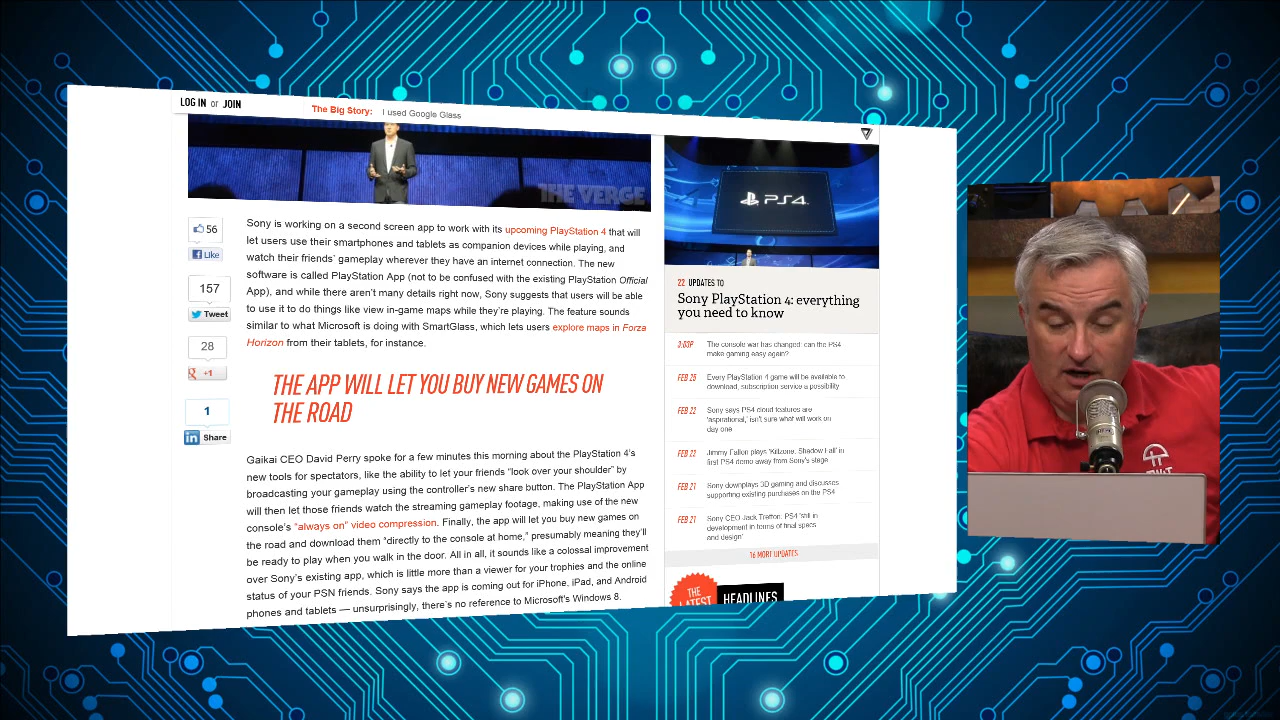 LOG IN or JOIN
The Big Story: I used Google Glass
THE VERGE
56
Like
157
Tweet
28
+1
1
in Share
Sony is working on a second screen app to work with its upcoming PlayStation 4 that will
let users use their smartphones and tablets as companion devices while playing, and
watch their friends' gameplay wherever they have an internet connection. The new
software is called PlayStation App (not to be confused with the existing PlayStation Official
App), and while there aren't many details right now, Sony suggests that users will be able
to use it to do things like view in-game maps while they're playing. The feature sounds
similar to what Microsoft is doing with SmartGlass, which lets users explore maps in Forza
Horizon from their tablets, for instance.
THE APP WILL LET YOU BUY NEW GAMES ON
THE ROAD
Gaikai CEO David Perry spoke for a few minutes this morning about the PlayStation 4's
new tools for spectators, like the ability to let your friends "look over your shoulder" by
broadcasting your gameplay using the controller's new share button. The PlayStation App
will then let those friends watch the streaming gameplay footage, making use of the new
console's "always on" video compression. Finally, the app will let you buy new games on
the road and download them "directly to the console at home," presumably meaning they'll
be ready to play when you walk in the door. All in all, it sounds like a colossal improvement
over Sony's existing app, which is little more than a viewer for your trophies and the online
status of your PSN friends. Sony says the app is coming out for iPhone, iPad, and Android
phones and tablets — unsurprisingly, there's no reference to Microsoft's Windows 8.
PS4
22 UPDATES TO
Sony PlayStation 4: everything
you need to know
The console war has changed: can the PS4
make gaming easy again?
FEB 26 Every PlayStation 4 game will be available to
download, subscription service a possibility
FEB 22 Sony says PS4 cloud features are
'aspirational,' isn't sure what will work on
day one
FEB 22 Jimmy Fallon plays 'Killzone: Shadow Fall' in
first PS4 demo away from Sony's stage
FEB 21 Sony downplays 3D gaming and discusses
supporting existing purchases on the PS4
FEB 21 Sony CEO Jack Tretton: PS4 'still in
development in terms of final specs
and design'
16 MORE UPDATES
THE
LATEST
HEADLINES
TWiT